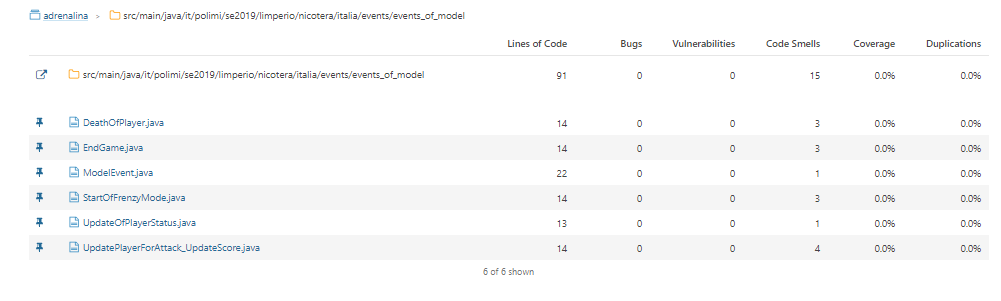 adrenalina > src/main/java/it/polimi/se2019/limperio/nicotera/italia/events/events_of_model
Lines of Code Bugs Vulnerabilities Code Smells Coverage Duplications
src/main/java/it/polimi/se2019/limperio/nicotera/italia/events/events_of_model 91 0 0 15 0.0% 0.0%
DeathOfPlayer.java 14 0 0 3 0.0% 0.0%
EndGame.java 14 0 0 3 0.0% 0.0%
ModelEvent.java 22 0 0 1 0.0% 0.0%
StartOfFrenzyMode.java 14 0 0 3 0.0% 0.0%
UpdateOfPlayerStatus.java 13 0 0 1 0.0% 0.0%
UpdatePlayerForAttack_UpdateScore.java 14 0 0 4 0.0% 0.0%
6 of 6 shown